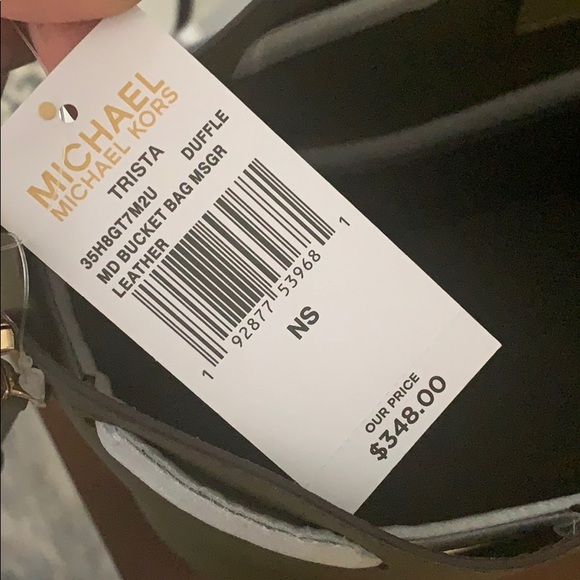 MICHAEL
MICHAEL KORS
TRISTA
35H8GT7M2U DUFFLE
MD BUCKET BAG MSGR
LEATHER
1 92877 53968 1
NS
OUR PRICE
$348.00